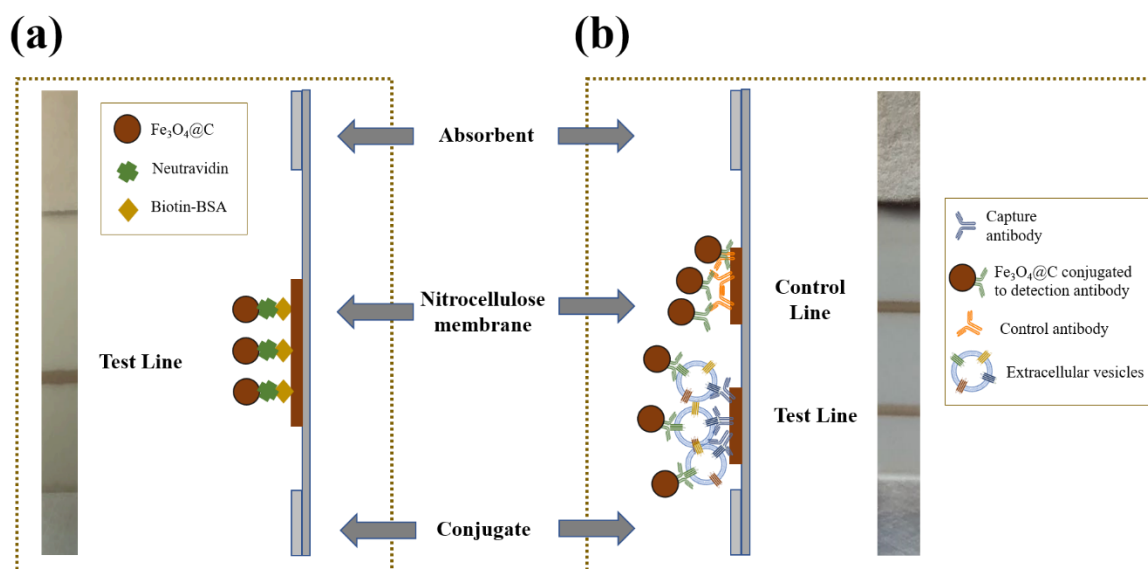 (a)
(b)
Fe₃O₄@C
Neutravidin
Biotin-BSA
Test Line
Absorbent
Nitrocellulose
membrane
Conjugate
Control
Line
Test Line
Capture
antibody
Fe₃O₄@C conjugated
to detection antibody
Control antibody
Extracellular vesicles